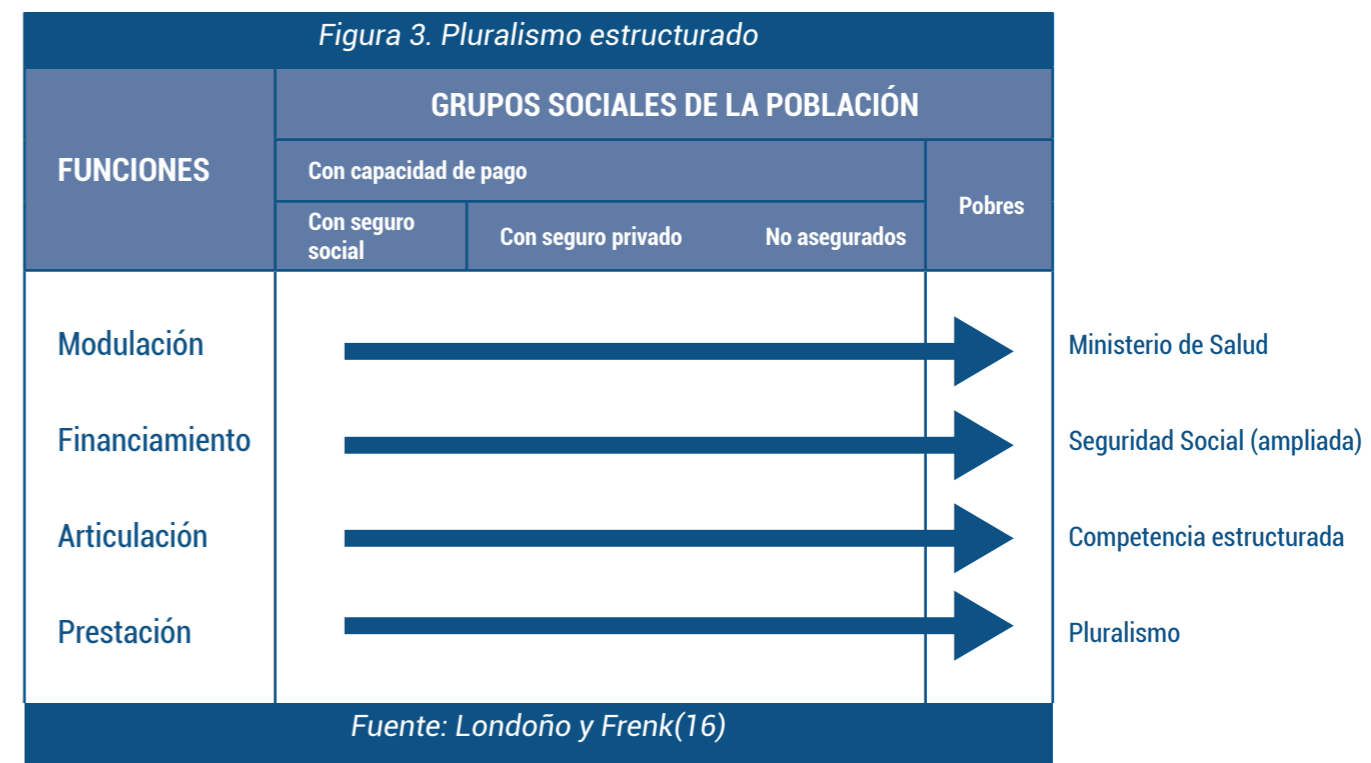 Figura 3. Pluralismo estructurado
GRUPOS SOCIALES DE LA POBLACIÓN
FUNCIONES
Con capacidad de pago
Pobres
Con seguro
social
Con seguro privado
No asegurados
Modulación
Ministerio de Salud
Financiamiento
Seguridad Social (ampliada)
Articulación
Competencia estructurada
Prestación
Pluralismo
Fuente: Londoño y Frenk(16)